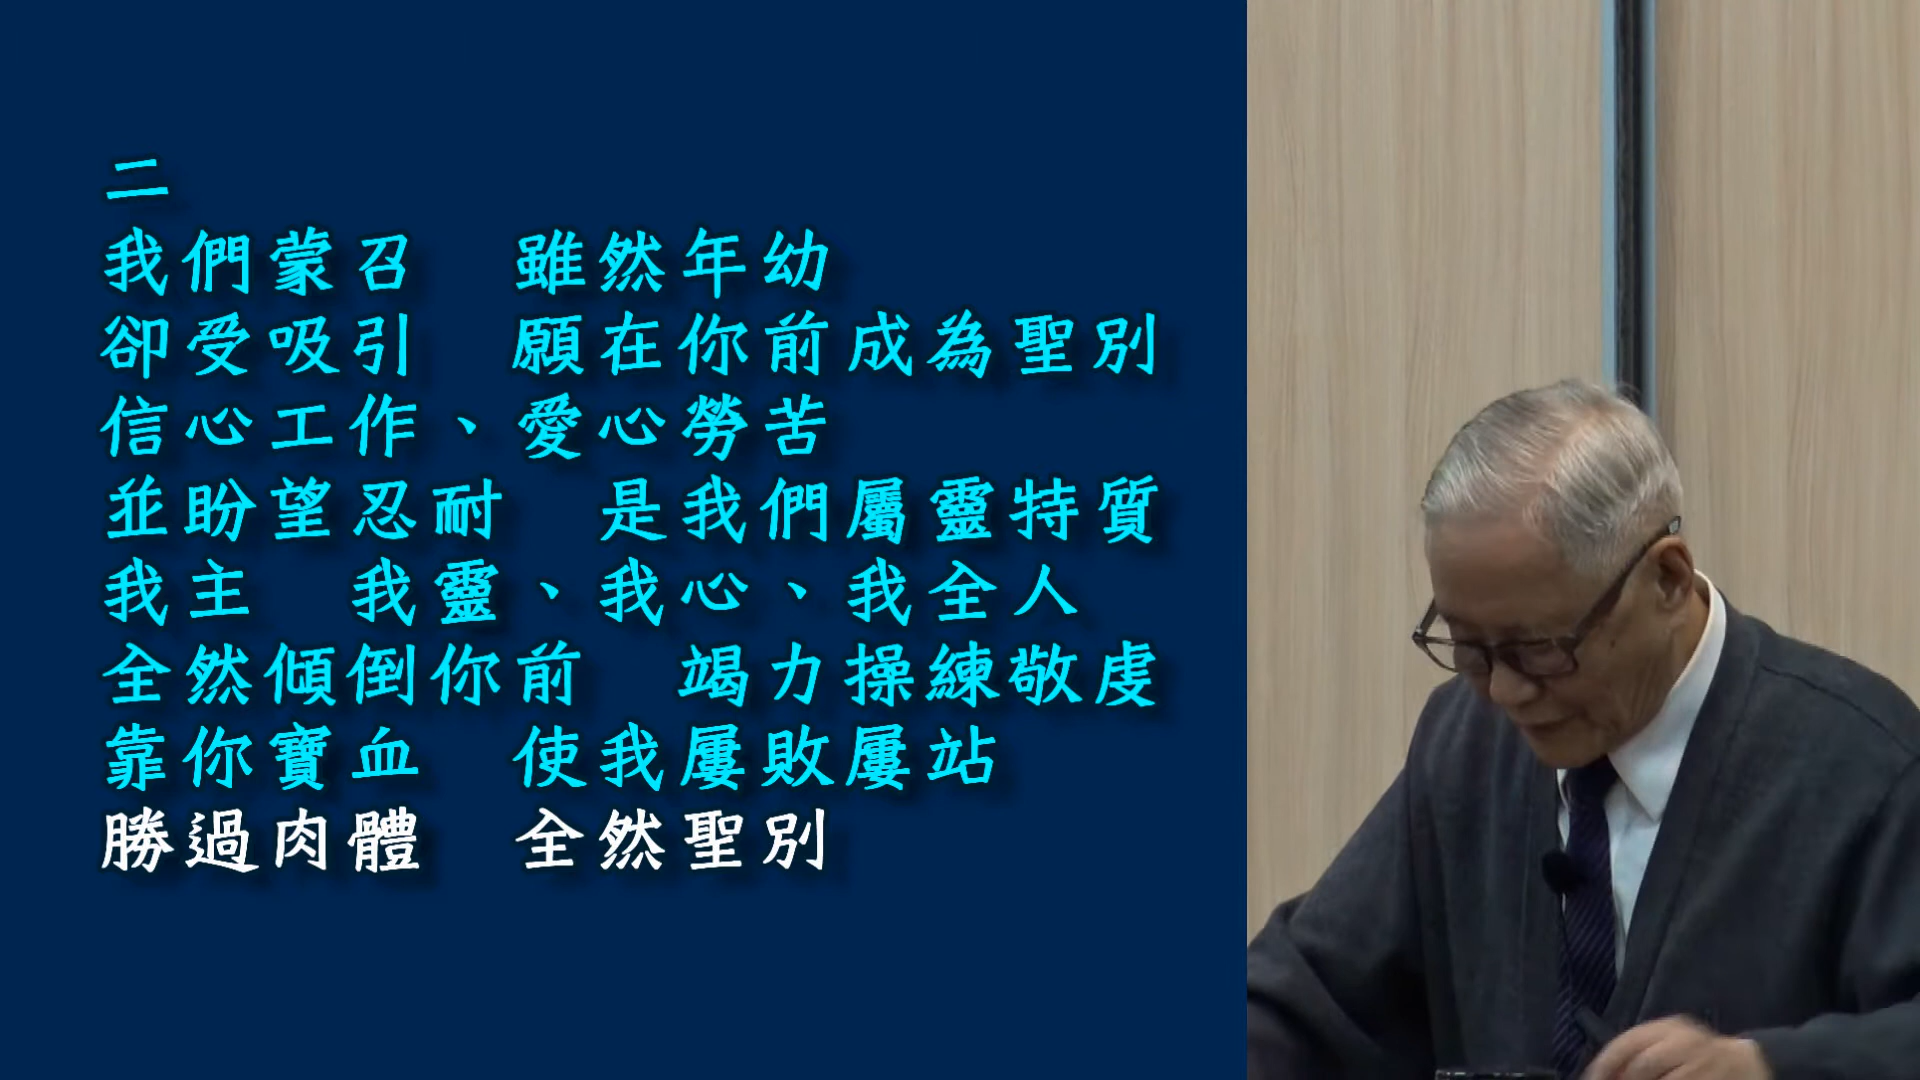 二
我們蒙召　雖然年幼
卻受吸引　願在你前成為聖別
信心工作、愛心勞苦
並盼望忍耐　是我們屬靈特質
我主　我靈、我心、我全人
全然傾倒你前　竭力操練敬虔
靠你寶血　使我屢敗屢站
勝過肉體　全然聖別